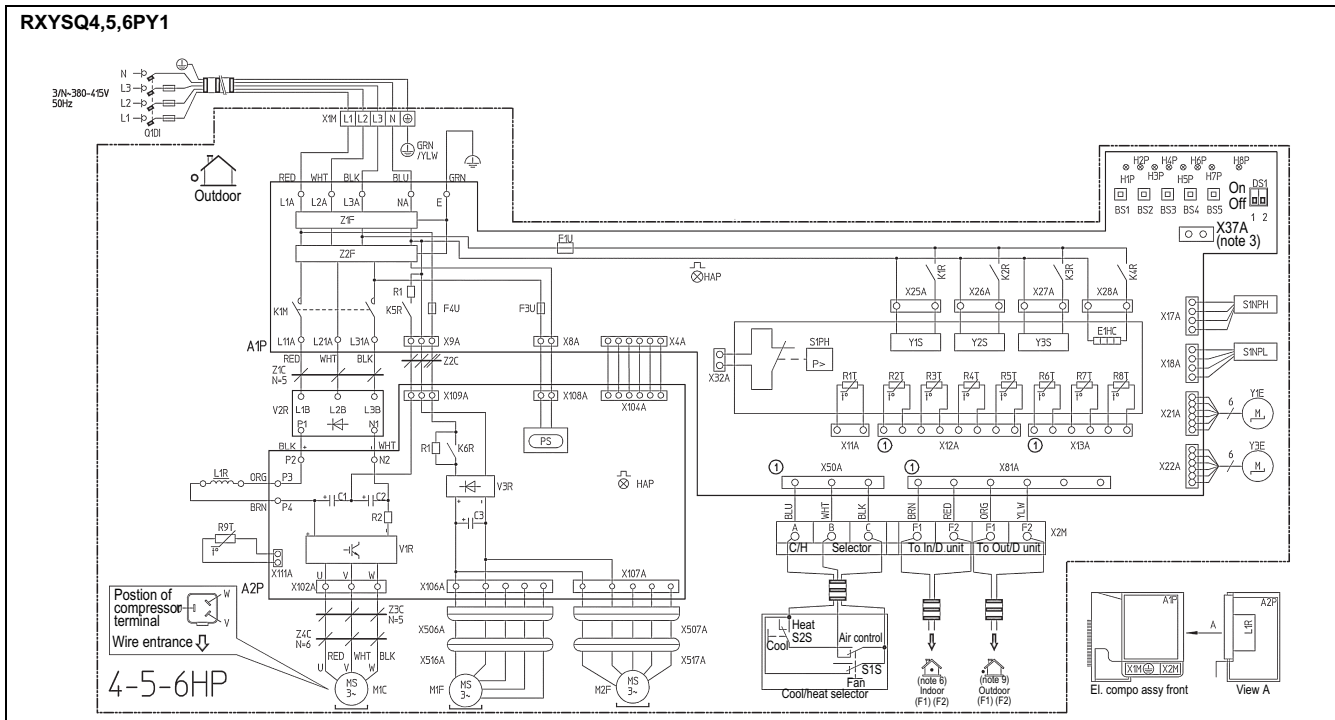 RXYSQ4,5,6PY1
3/N~380-415V
50Hz
N
L3
L2
L1
Q1DI
X1M L1 L2 L3 N
GRN
/YLW
Outdoor
RED WHT BLK BLU GRN
L1A L2A L3A NA E
Z1F
Z2F
F1U
HAP
R1
K5R
F4U
F3U
K1M
A1P
L11A L21A L31A
X9A
X8A
X4A
RED WHT BLK
Z1C
N=5
Z2C
V2R
L1B L2B L3B
P1 N1
X109A
X108A
X104A
PS
BLK + - WHT
P2 N2
R1
K6R
L1R
ORG P3
BRN P4
C1 C2
R2
V3R
C3
HAP
R9T
t°
X111A
V1R
U V W
A2P
X102A
X106A
X107A
Postion of
compressor
terminal
U
W
V
Wire entrance
Z3C
N=5
Z4C
N=6
X506A
X507A
X516A
X517A
RED WHT BLK
U V W
MS
3~
M1C
MS
3~
M1F
MS
3~
M2F
4-5-6HP
K1R K2R K3R K4R
X25A X26A X27A X28A
Y1S Y2S Y3S E1HC
X32A
S1PH
P>
R1T R2T R3T R4T R5T R6T R7T R8T
t° t° t° t° t° t° t° t°
X11A
1 X12A
1 X13A
1 X50A
1 X81A
BLU WHT BLK BRN RED ORG YLW
A B C F1 F2 F1 F2
X2M
C/H Selector To In/D unit To Out/D unit
Heat
S2S
Cool
Air control
S1S
Fan
Cool/heat selector
(note 6)
Indoor
(F1) (F2)
(note 9)
Outdoor
(F1) (F2)
H2P H4P H6P H8P
H1P H3P H5P H7P
BS1 BS2 BS3 BS4 BS5
On
Off
DS1
1 2
X37A
(note 3)
X17A
S1NPH
X18A
S1NPL
X21A
6
Y1E
M
X22A
6
Y3E
M
A1P
X1M X2M
El. compo assy front
A
A2P
L1R
View A